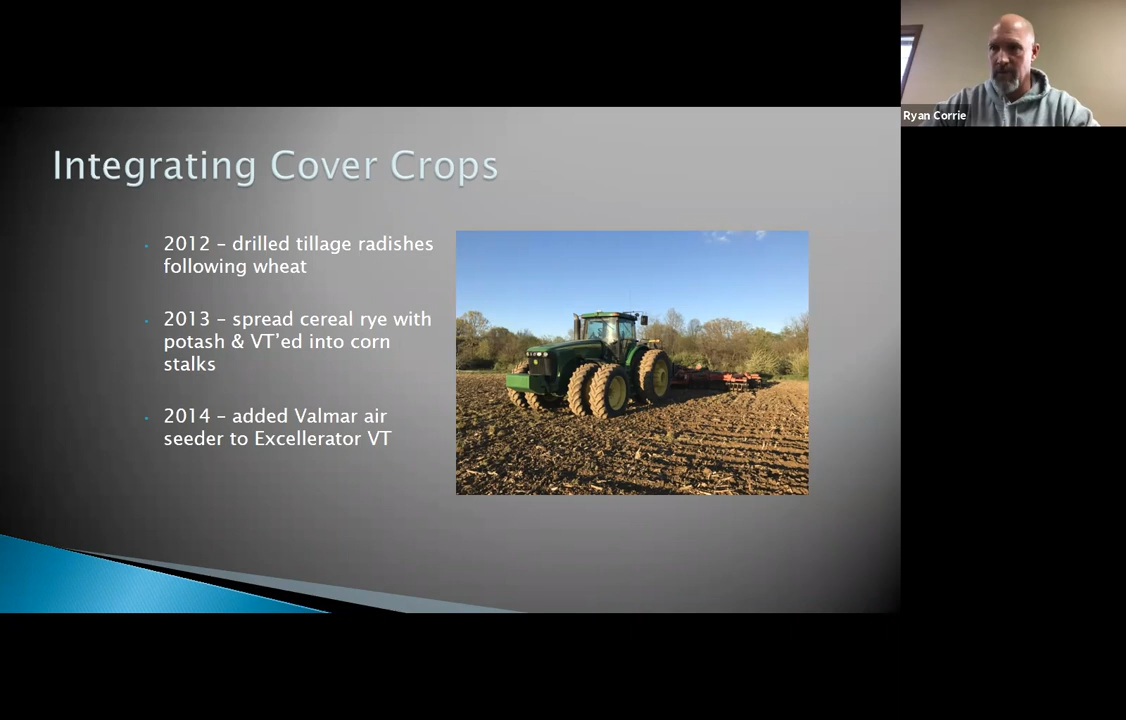 Integrating Cover Crops
2012 – drilled tillage radishes
following wheat
2013 – spread cereal rye with
potash & VT’ed into corn
stalks
2014 – added Valmar air
seeder to Excellerator VT
Ryan Corrie